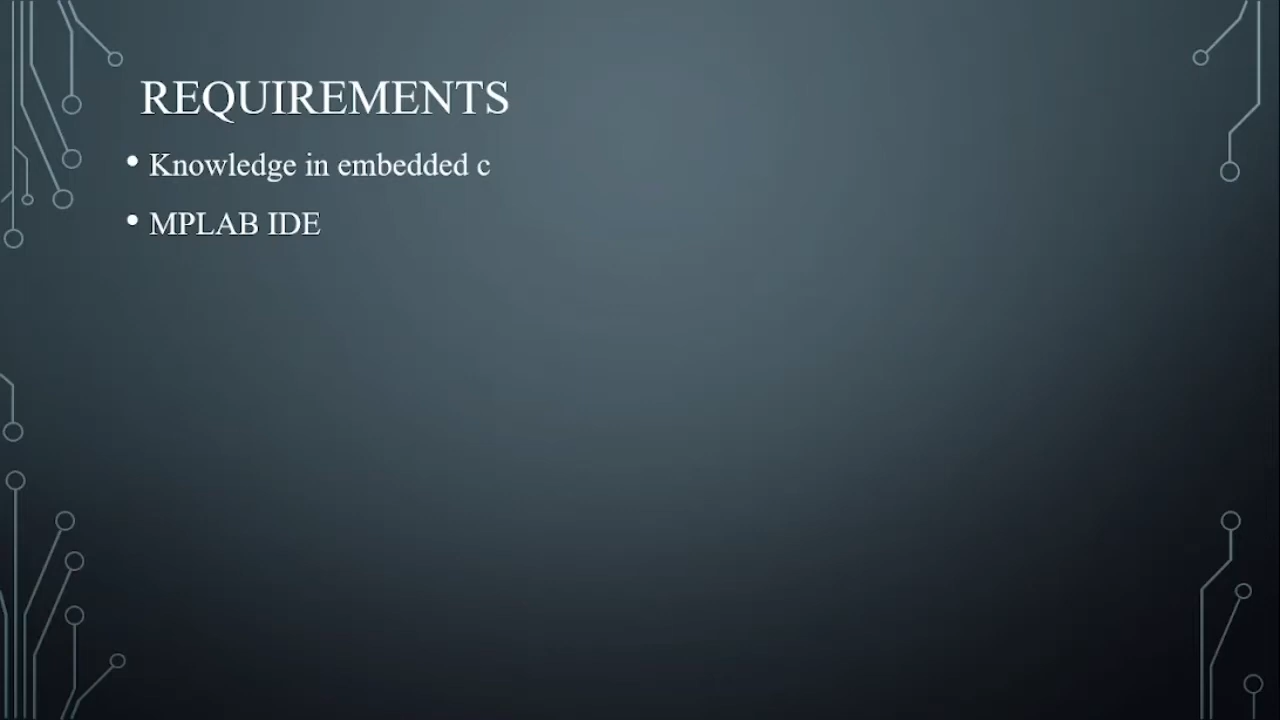 REQUIREMENTS
• Knowledge in embedded c
• MPLAB IDE